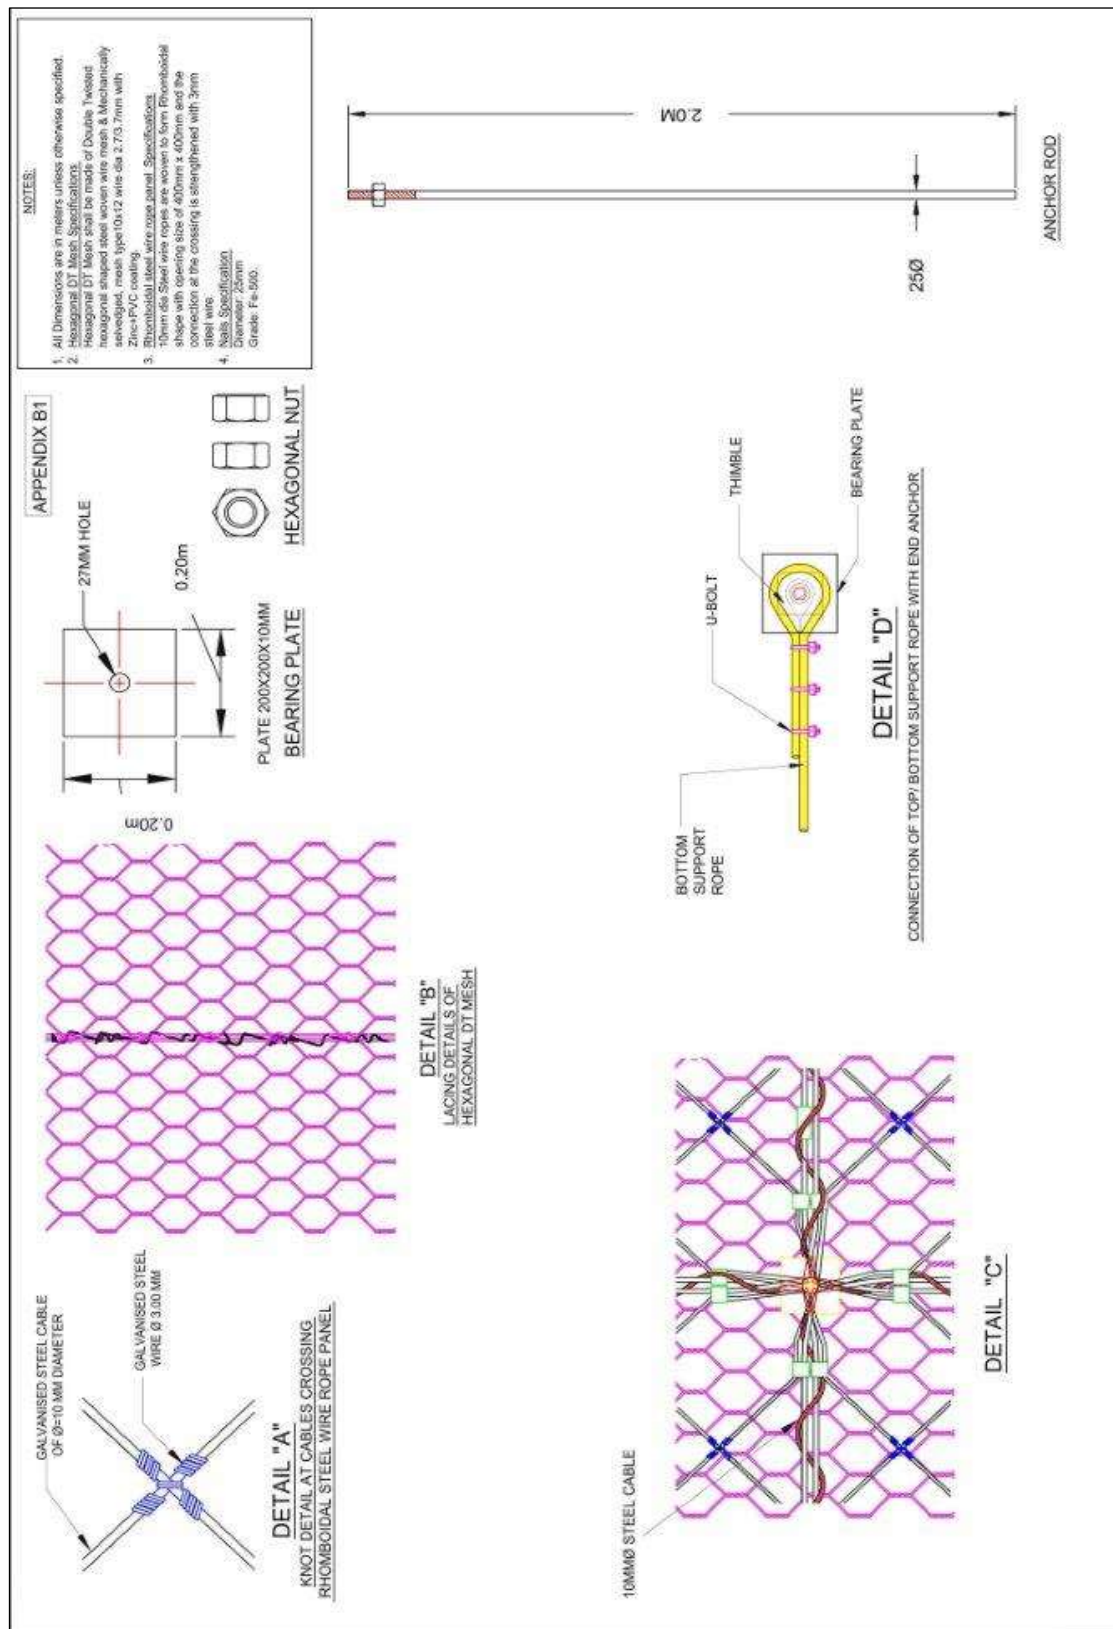 NOTES:
1. All Dimensions are in meters unless otherwise specified.
2. Hexagonal DT Mesh Specifications:
Hexagonal DT Mesh shall be made of Double Twisted
hexagonal shaped steel woven wire mesh & Mechanically
selvedged, mesh type10x12 wire dia 2.7/3.7mm with
Zinc+PVC coating.
3. Rhomboidal steel wire rope panel Specifications
10mm dia Steel wire ropes are woven to form Rhomboidal
shape with opening size of 400mm x 400mm and the
connection at the crossing is strengthened with 3mm
steel wire.
4. Nails Specification
Diameter: 25mm
Grade: Fe-500.
APPENDIX B1
GALVANISED STEEL CABLE
OF Ø=10 MM DIAMETER
GALVANISED STEEL
WIRE Ø 3.00 MM
DETAIL "A"
KNOT DETAIL AT CABLES CROSSING
RHOMBOIDAL STEEL WIRE ROPE PANEL
DETAIL "B"
LACING DETAILS OF
HEXAGONAL DT MESH
0.20m
27MM HOLE
0.20m
PLATE 200X200X10MM
BEARING PLATE
HEXAGONAL NUT
10MMØ STEEL CABLE
DETAIL "C"
BOTTOM
SUPPORT
ROPE
U-BOLT
THIMBLE
BEARING PLATE
DETAIL "D"
CONNECTION OF TOP/ BOTTOM SUPPORT ROPE WITH END ANCHOR
2.0M
25Ø
ANCHOR ROD